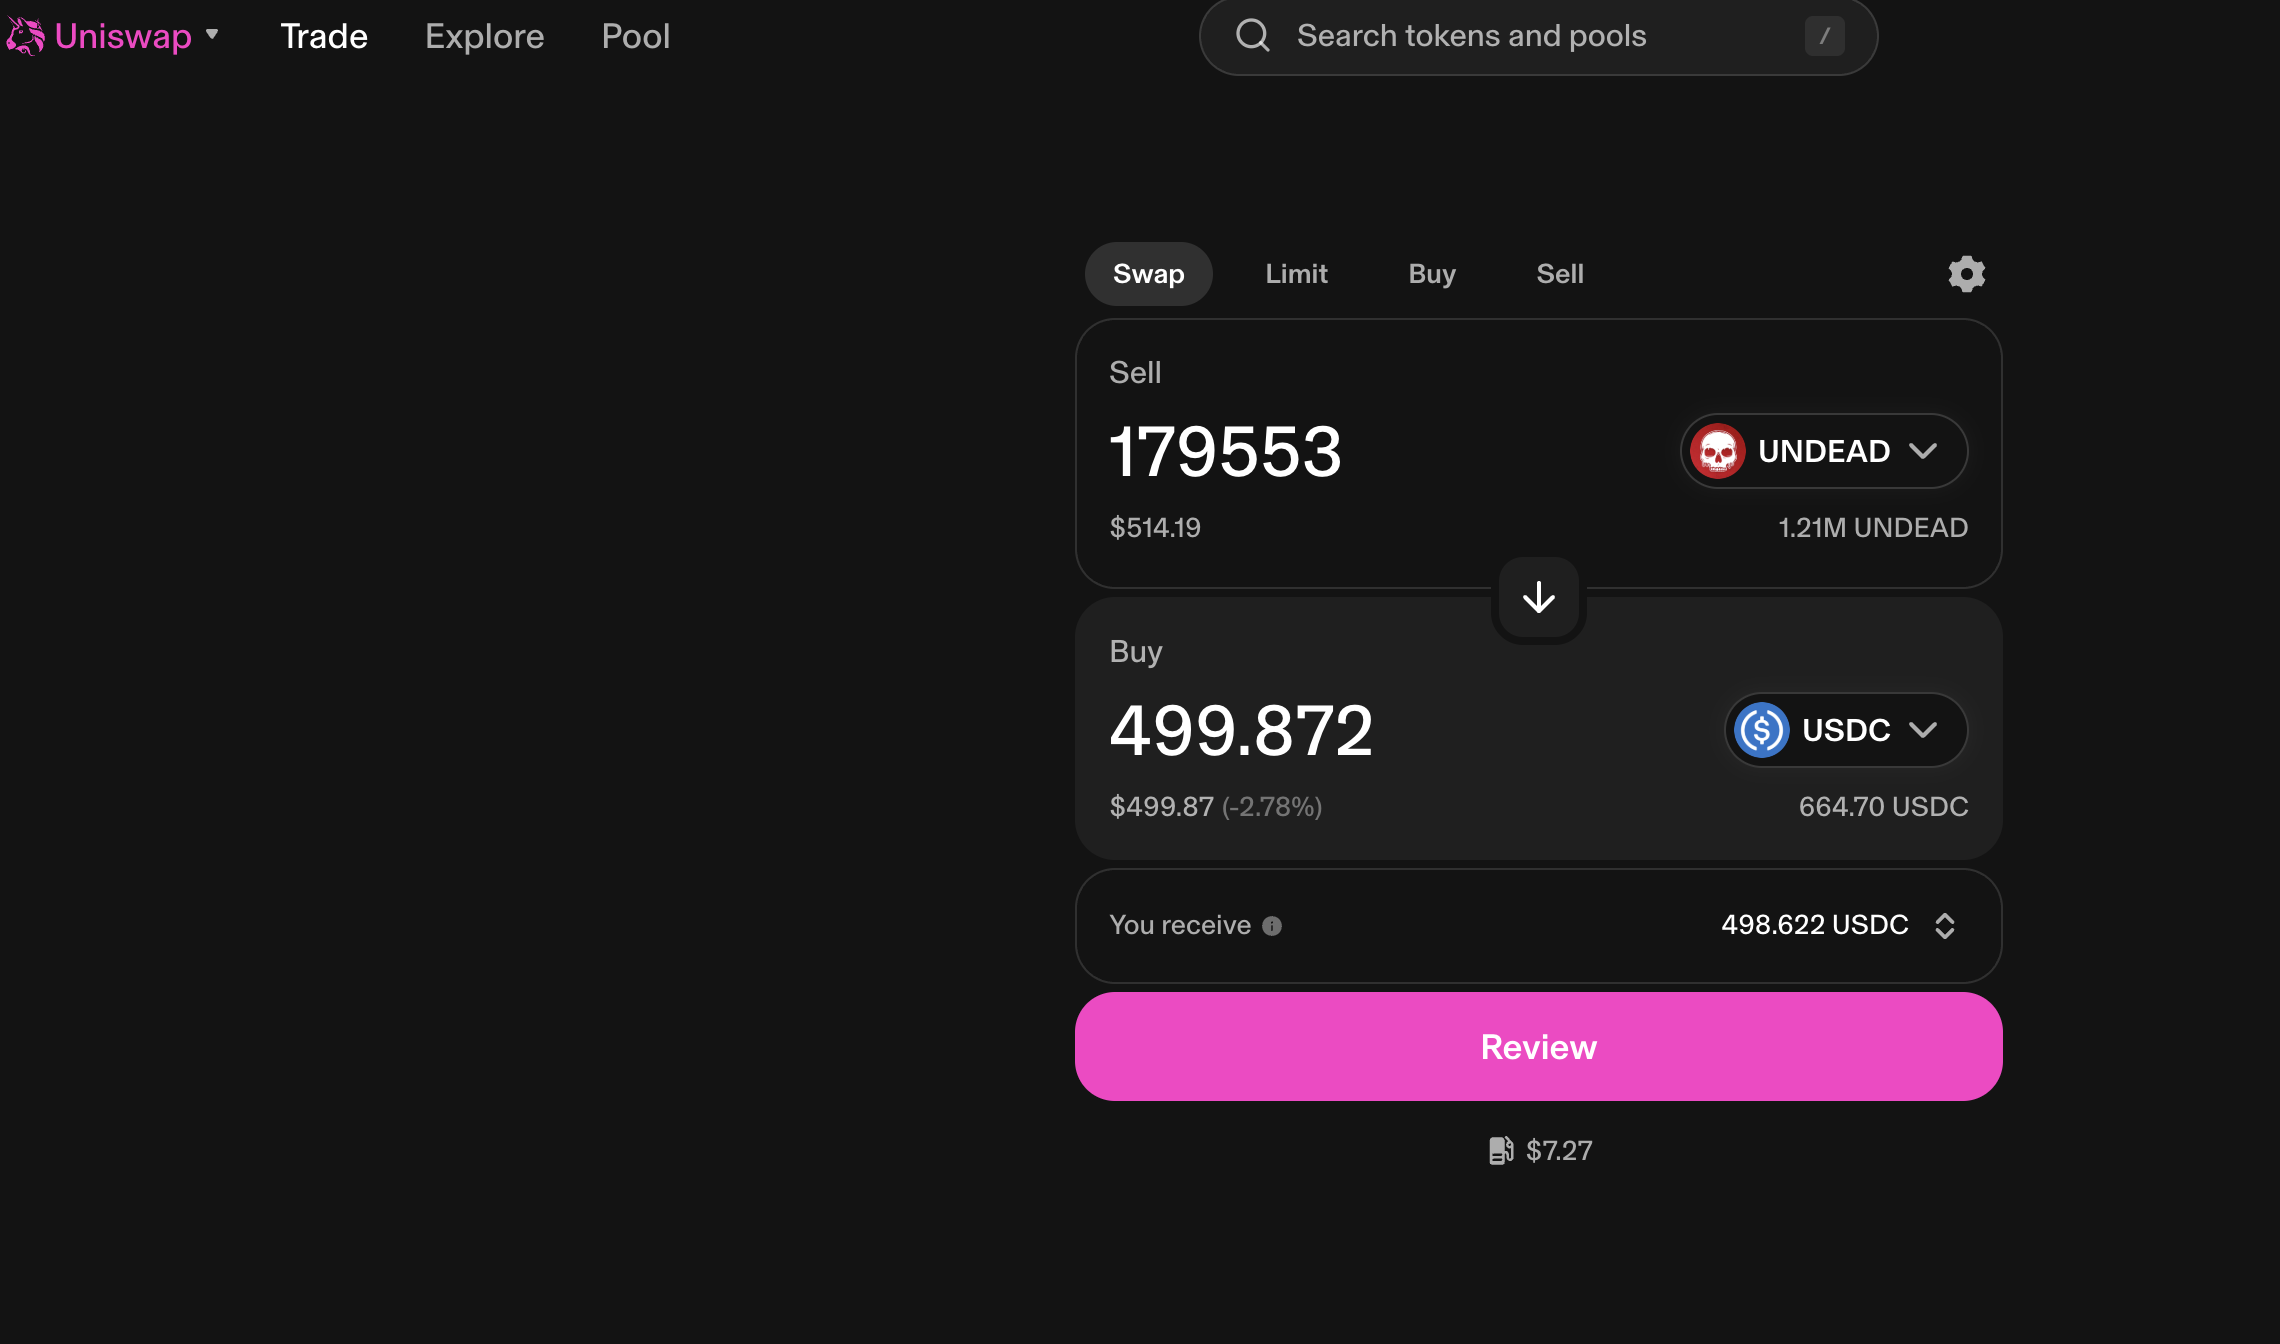 Uniswap Trade Explore Pool Search tokens and pools /
Swap Limit Buy Sell
Sell
179553 UNDEAD
$514.19 1.21M UNDEAD
Buy
499.872 USDC
$499.87 (-2.78%) 664.70 USDC
You receive 498.622 USDC
Review
$7.27